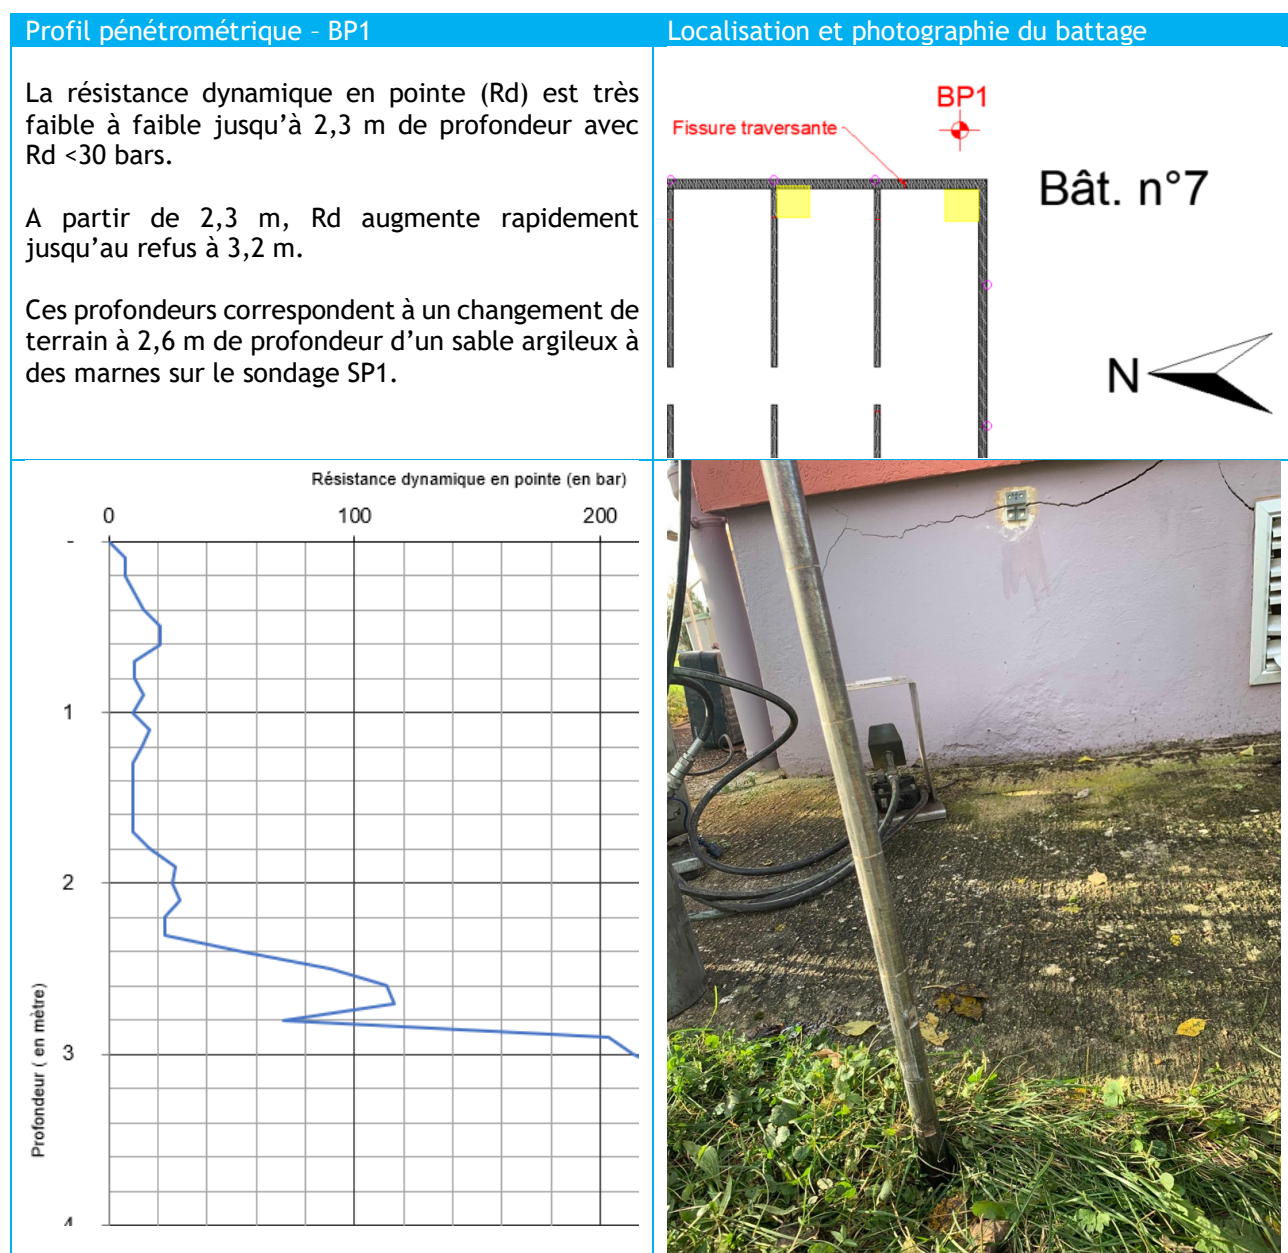 Profil pénétrométrique – BP1
La résistance dynamique en pointe (Rd) est très
faible à faible jusqu’à 2,3 m de profondeur avec
Rd <30 bars.
A partir de 2,3 m, Rd augmente rapidement
jusqu’au refus à 3,2 m.
Ces profondeurs correspondent à un changement de
terrain à 2,6 m de profondeur d’un sable argileux à
des marnes sur le sondage SP1.
Localisation et photographie du battage
BP1
Fissure traversante
Bât. n°7
N
Résistance dynamique en pointe (en bar)
0 100 200
-
1
2
3
4
Profondeur ( en mètre)